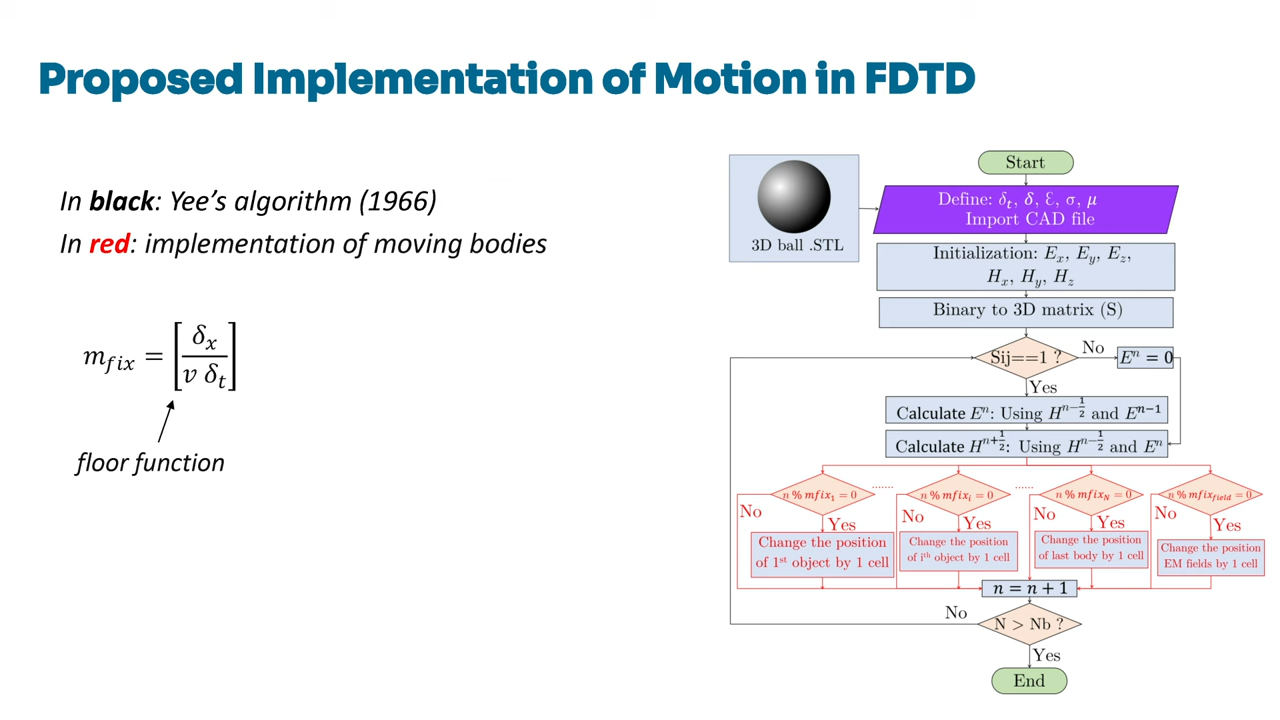 Proposed Implementation of Motion in FDTD
In black: Yee's algorithm (1966)
In red: implementation of moving bodies
m_fix = [δ_x / (v δ_t)]
floor function
3D ball .STL
Start
Define: δ_t, δ, ε, σ, μ
Import CAD file
Initialization: E_x, E_y, E_z,
H_x, H_y, H_z
Binary to 3D matrix (S)
Sij==1 ?
No
E^n = 0
Yes
Calculate E^n: Using H^{n-1/2} and E^{n-1}
Calculate H^{n+1/2}: Using H^{n-1/2} and E^n
n % mfix_1 = 0
.......
n % mfix_i = 0
......
n % mfix_N = 0
n % mfix_field = 0
No
Yes
No
Yes
No
Yes
No
Yes
Change the position
of 1st object by 1 cell
Change the position
of ith object by 1 cell
Change the position
of last body by 1 cell
Change the position
EM fields by 1 cell
n = n + 1
No
N > Nb ?
Yes
End